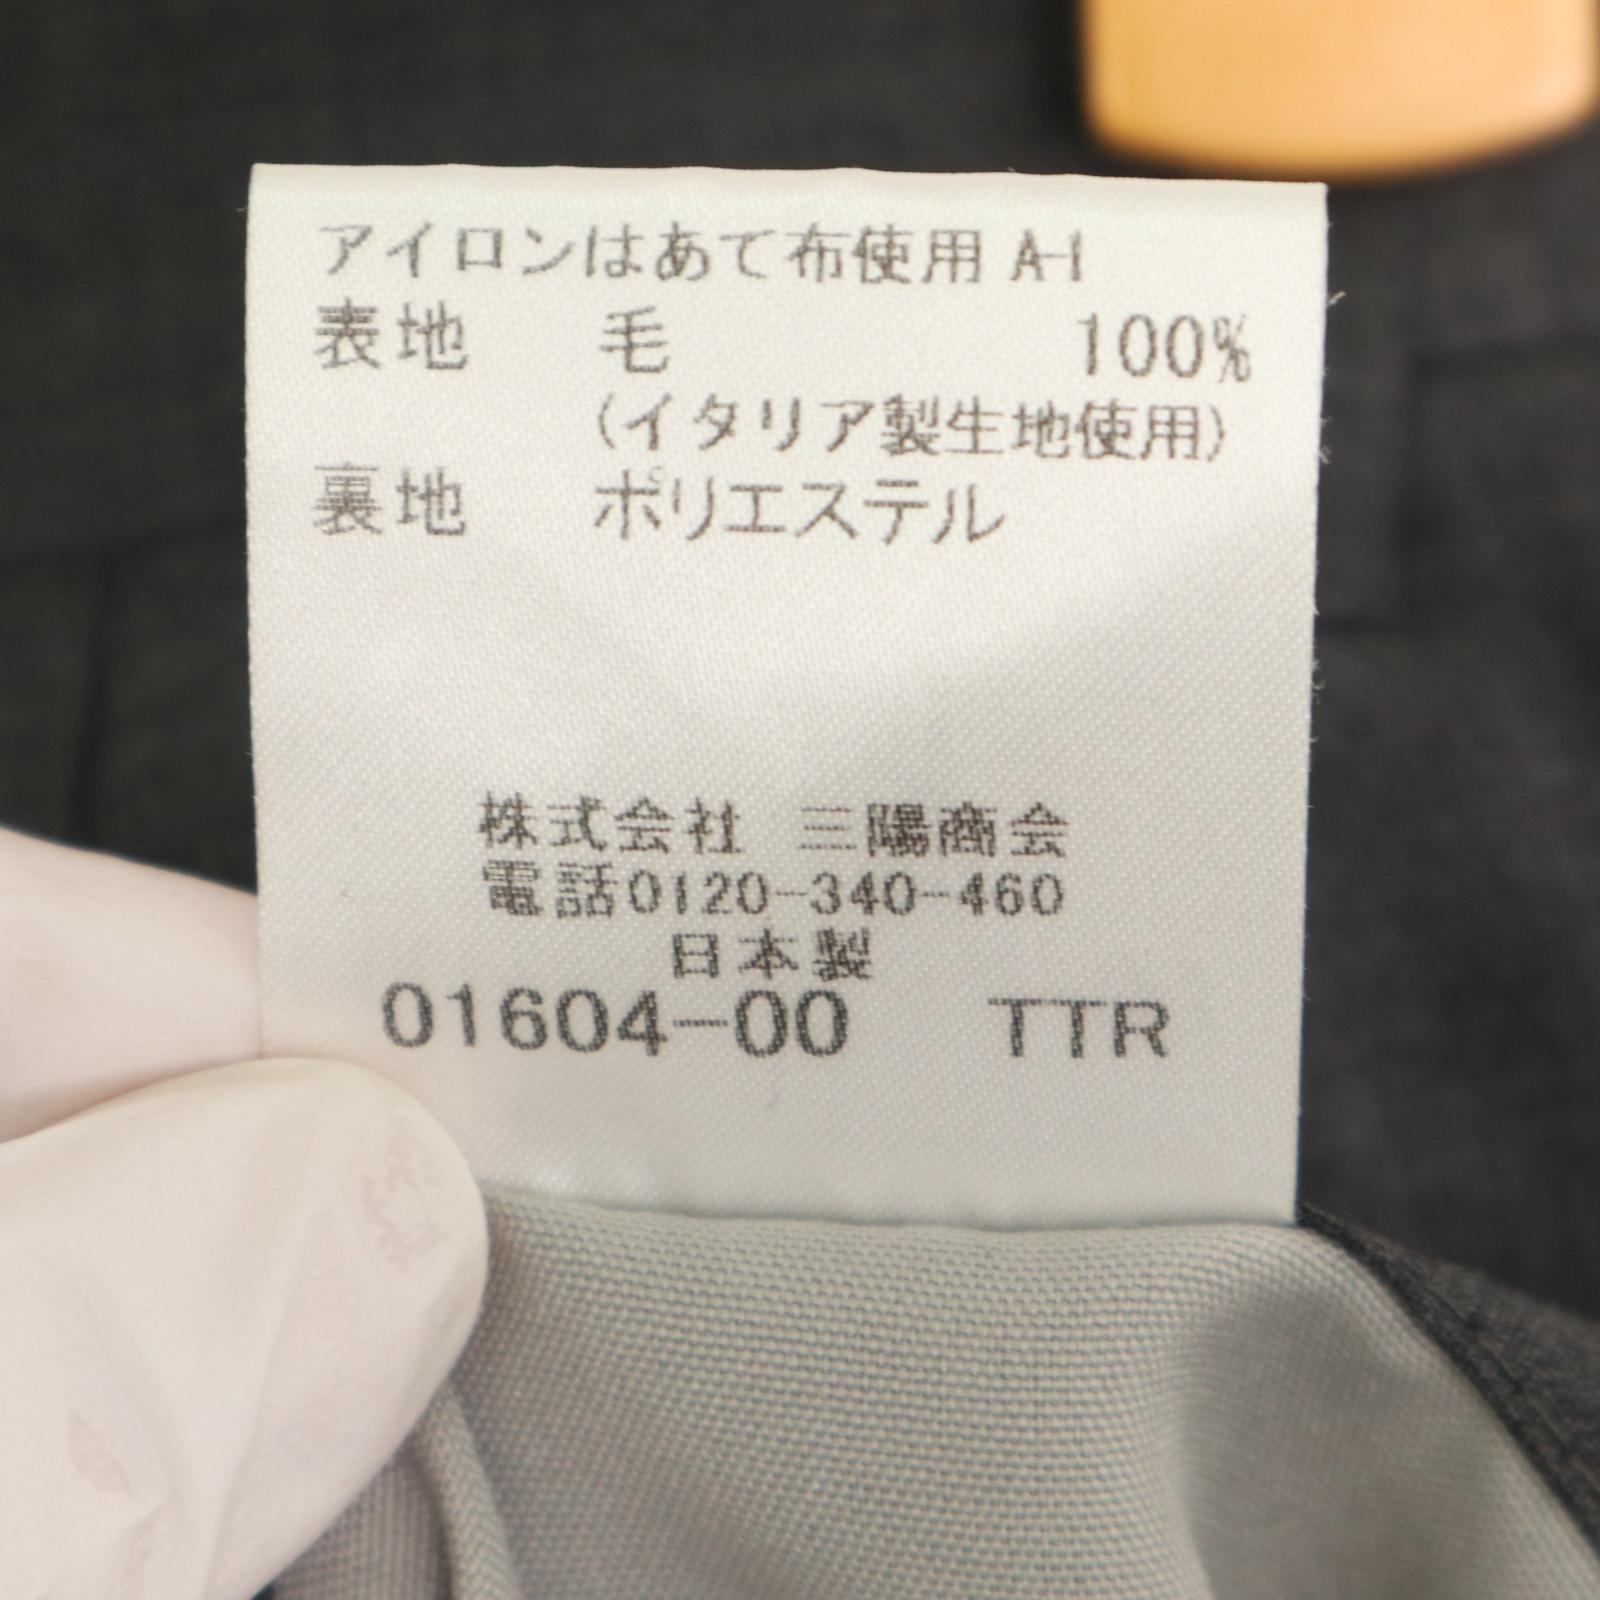 アイロンはあて布使用 A-1
表地 毛 100%
(イタリア製生地使用)
裏地 ポリエステル
株式会社 三陽商会
電話0120-340-460
日本製
01604-00 TTR